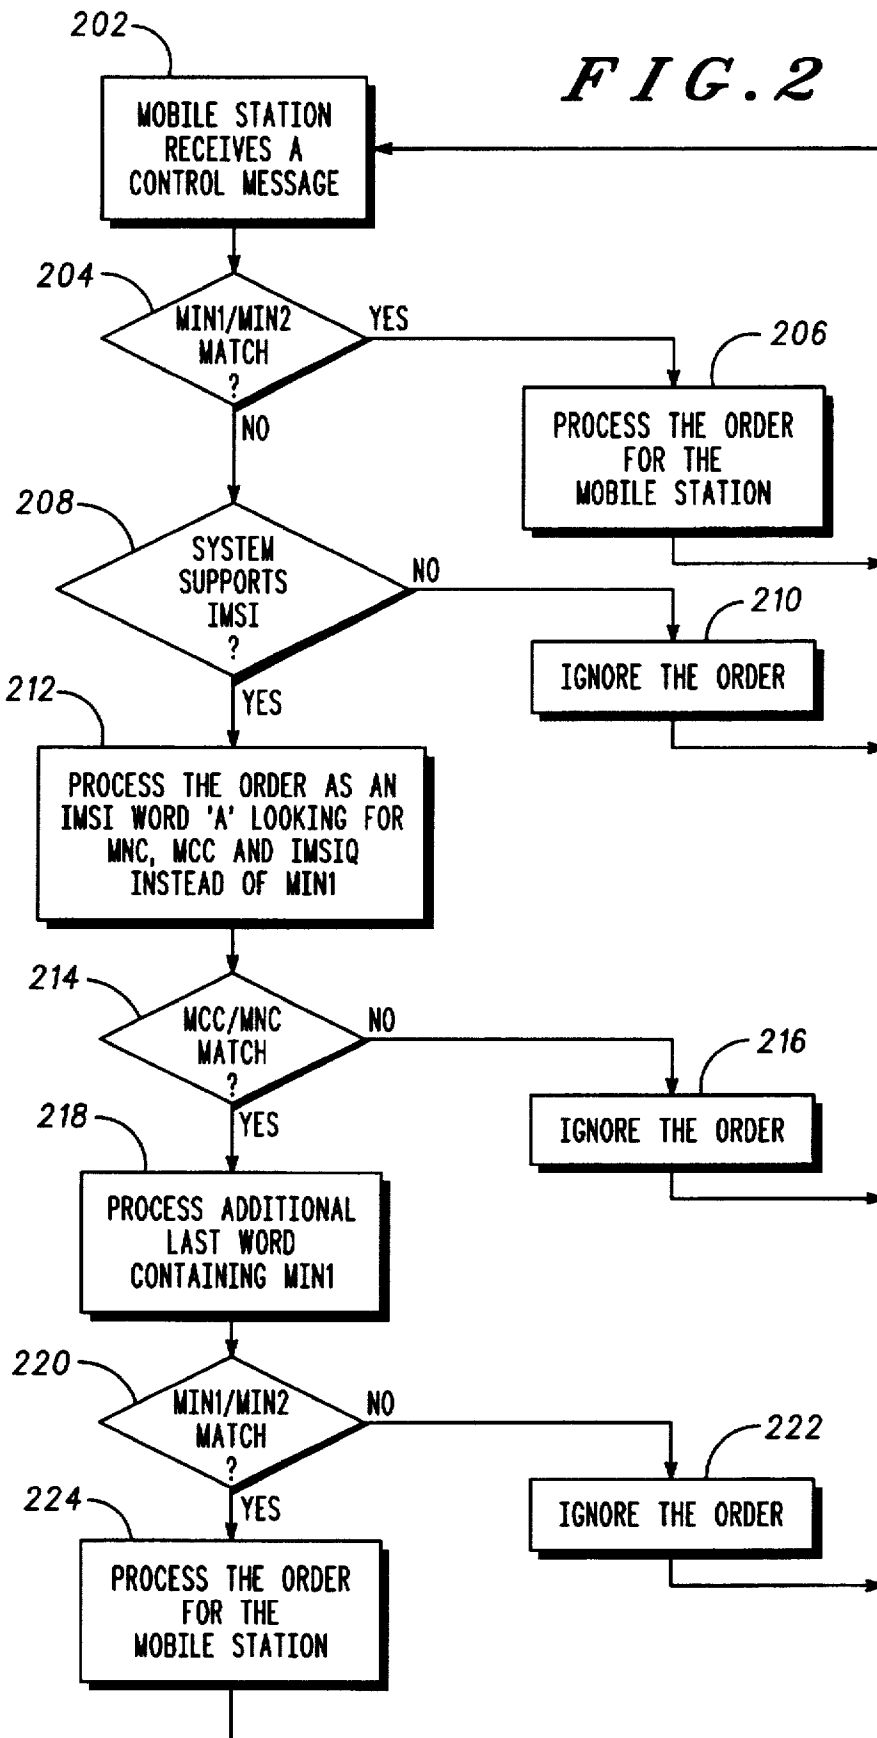 202
FIG.2
MOBILE STATION
RECEIVES A
CONTROL MESSAGE
204
MIN1/MIN2
MATCH
?
YES
NO
206
PROCESS THE ORDER
FOR THE
MOBILE STATION
208
SYSTEM
SUPPORTS
IMSI
?
NO
YES
210
IGNORE THE ORDER
212
PROCESS THE ORDER AS AN
IMSI WORD 'A' LOOKING FOR
MNC, MCC AND IMSIQ
INSTEAD OF MIN1
214
MCC/MNC
MATCH
?
NO
YES
216
IGNORE THE ORDER
218
PROCESS ADDITIONAL
LAST WORD
CONTAINING MIN1
220
MIN1/MIN2
MATCH
?
NO
YES
222
IGNORE THE ORDER
224
PROCESS THE ORDER
FOR THE
MOBILE STATION